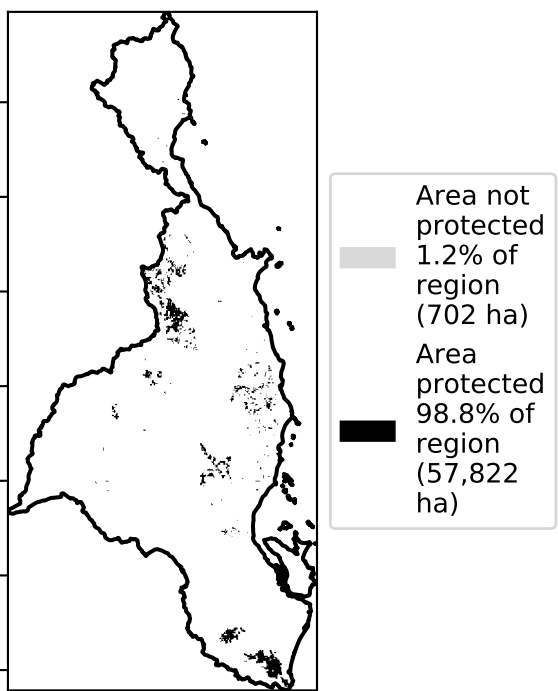 Area not
protected
1.2% of
region
(702 ha)
Area
protected
98.8% of
region
(57,822
ha)